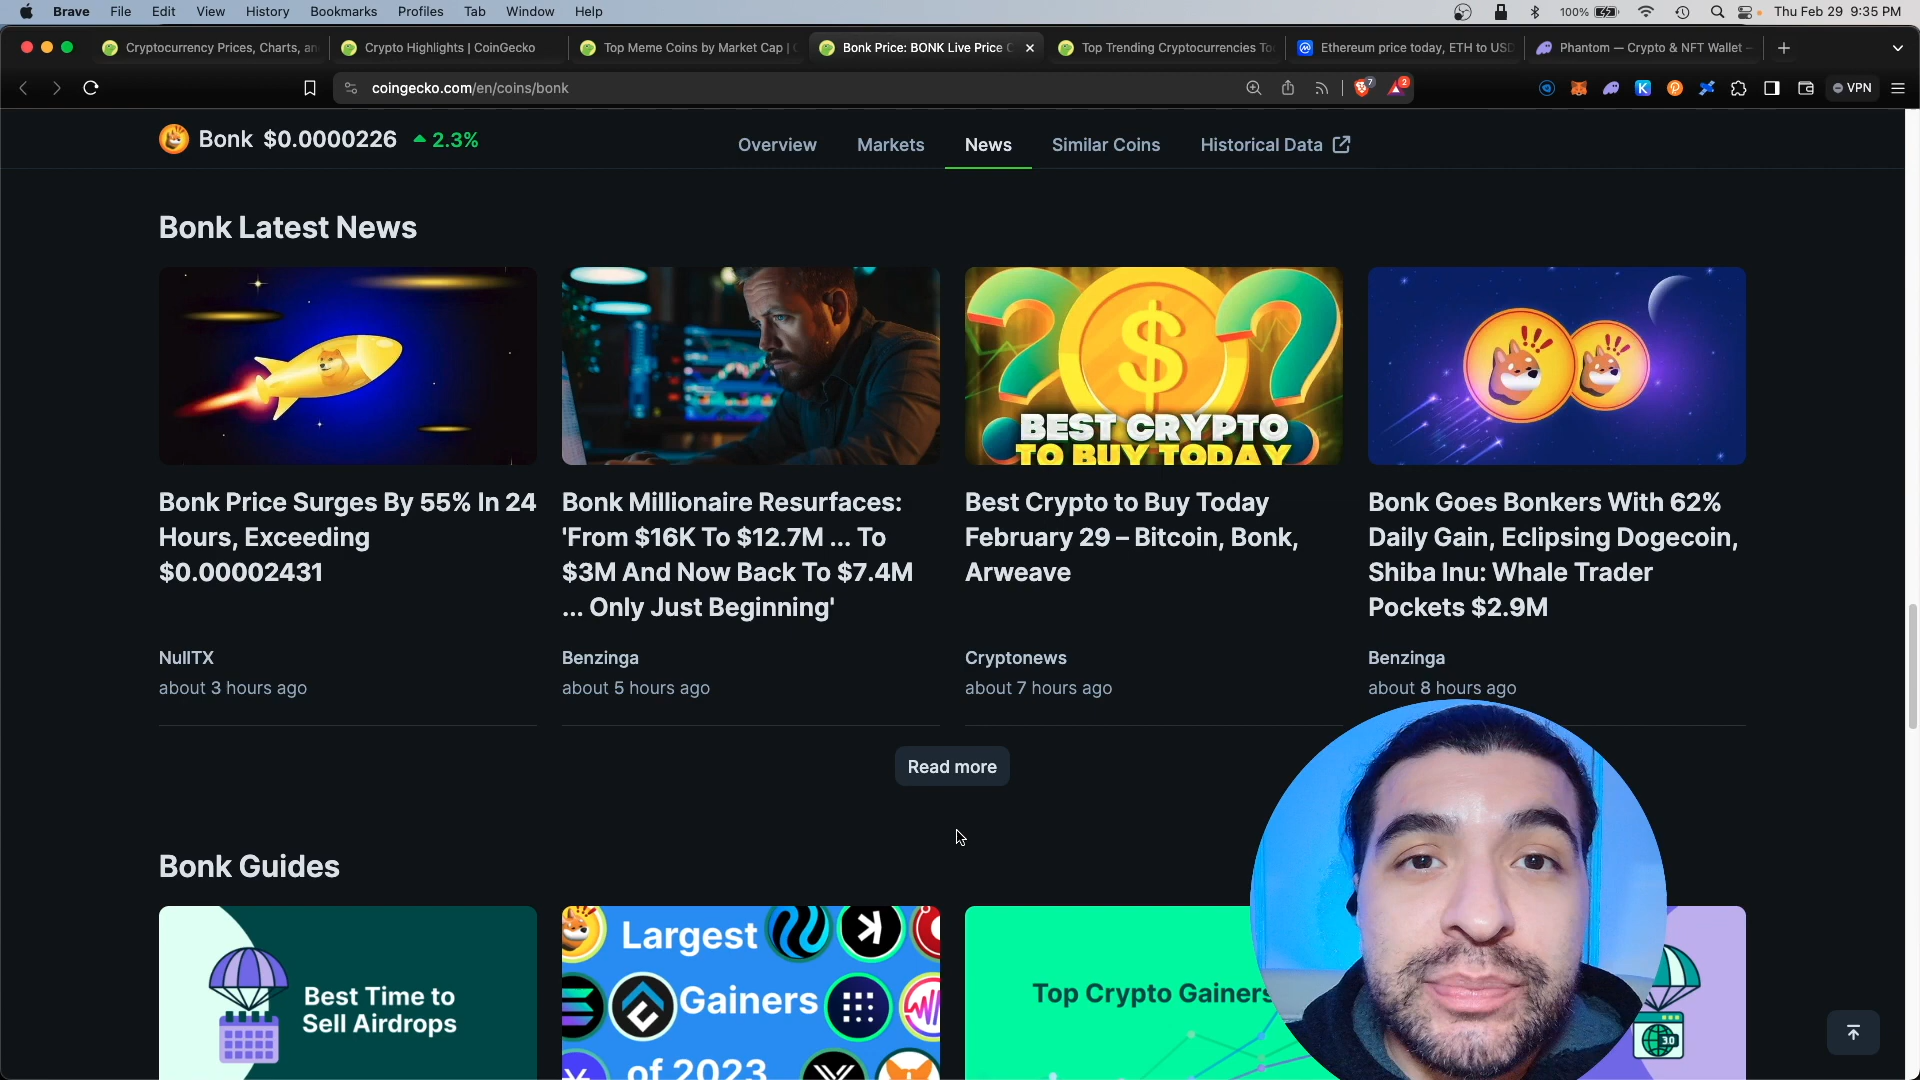 Brave File Edit View History Bookmarks Profiles Tab Window Help 100% Thu Feb 29 9:35 PM
Cryptocurrency Prices, Charts, an Crypto Highlights | CoinGecko Top Meme Coins by Market Cap | C Bonk Price: BONK Live Price C Top Trending Cryptocurrencies To Ethereum price today, ETH to USD Phantom — Crypto & NFT Wallet –
coingecko.com/en/coins/bonk 7 2 VPN
Bonk $0.0000226 2.3% Overview Markets News Similar Coins Historical Data
Bonk Latest News
BEST CRYPTO
TO BUY TODAY
Bonk Price Surges By 55% In 24
Hours, Exceeding
$0.00002431
NullTX
about 3 hours ago
Bonk Millionaire Resurfaces:
'From $16K To $12.7M ... To
$3M And Now Back To $7.4M
... Only Just Beginning'
Benzinga
about 5 hours ago
Best Crypto to Buy Today
February 29 – Bitcoin, Bonk,
Arweave
Cryptonews
about 7 hours ago
Bonk Goes Bonkers With 62%
Daily Gain, Eclipsing Dogecoin,
Shiba Inu: Whale Trader
Pockets $2.9M
Benzinga
about 8 hours ago
Read more
Bonk Guides
Best Time to
Sell Airdrops
Largest
Gainers
of 2023
Top Crypto Gainers
3.0